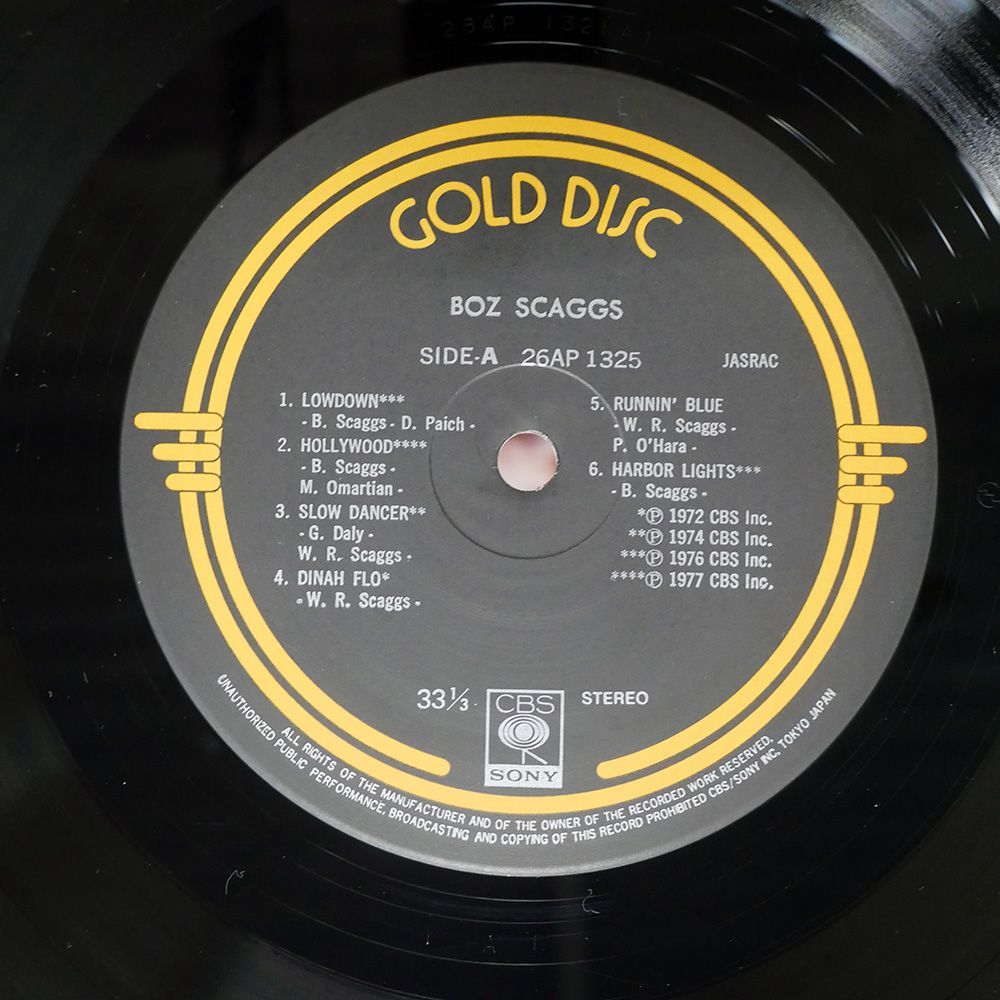 26AP 1325A1
GOLD DISC
BOZ SCAGGS
SIDE-A 26AP 1325 JASRAC
1. LOWDOWN***
- B. Scaggs - D. Paich -
2. HOLLYWOOD****
- B. Scaggs -
M. Omartian -
3. SLOW DANCER**
- G. Daly -
W. R. Scaggs -
4. DINAH FLO*
- W. R. Scaggs -
5. RUNNIN' BLUE
- W. R. Scaggs -
P. O'Hara -
6. HARBOR LIGHTS***
- B. Scaggs -
*Ⓟ 1972 CBS Inc.
**Ⓟ 1974 CBS Inc.
***Ⓟ 1976 CBS Inc.
****Ⓟ 1977 CBS Inc.
33⅓ STEREO
CBS
SONY
ALL RIGHTS OF THE MANUFACTURER AND OF THE OWNER OF THE RECORDED WORK RESERVED.
UNAUTHORIZED PUBLIC PERFORMANCE, BROADCASTING AND COPYING OF THIS RECORD PROHIBITED CBS/SONY INC. TOKYO JAPAN